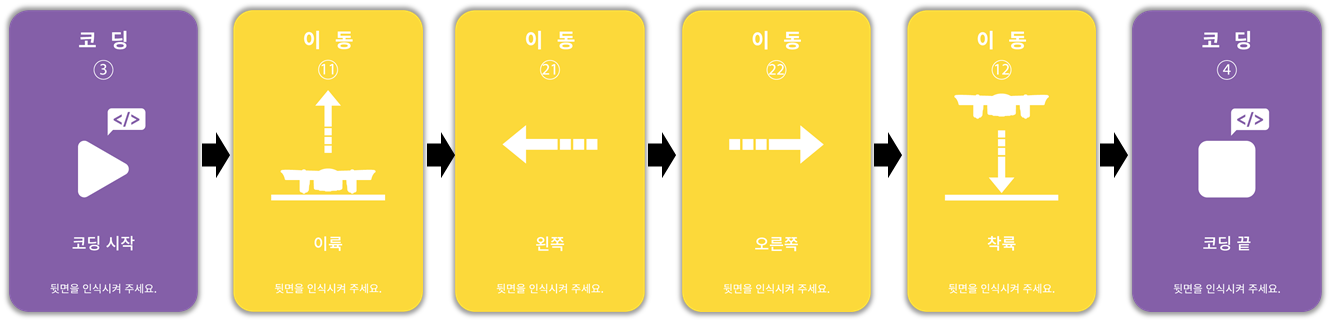 코 딩
③
</>
코딩 시작
뒷면을 인식시켜 주세요.
이 동
⑪
이륙
뒷면을 인식시켜 주세요.
이 동
㉑
왼쪽
뒷면을 인식시켜 주세요.
이 동
㉒
오른쪽
뒷면을 인식시켜 주세요.
이 동
⑫
착륙
뒷면을 인식시켜 주세요.
코 딩
④
</>
코딩 끝
뒷면을 인식시켜 주세요.